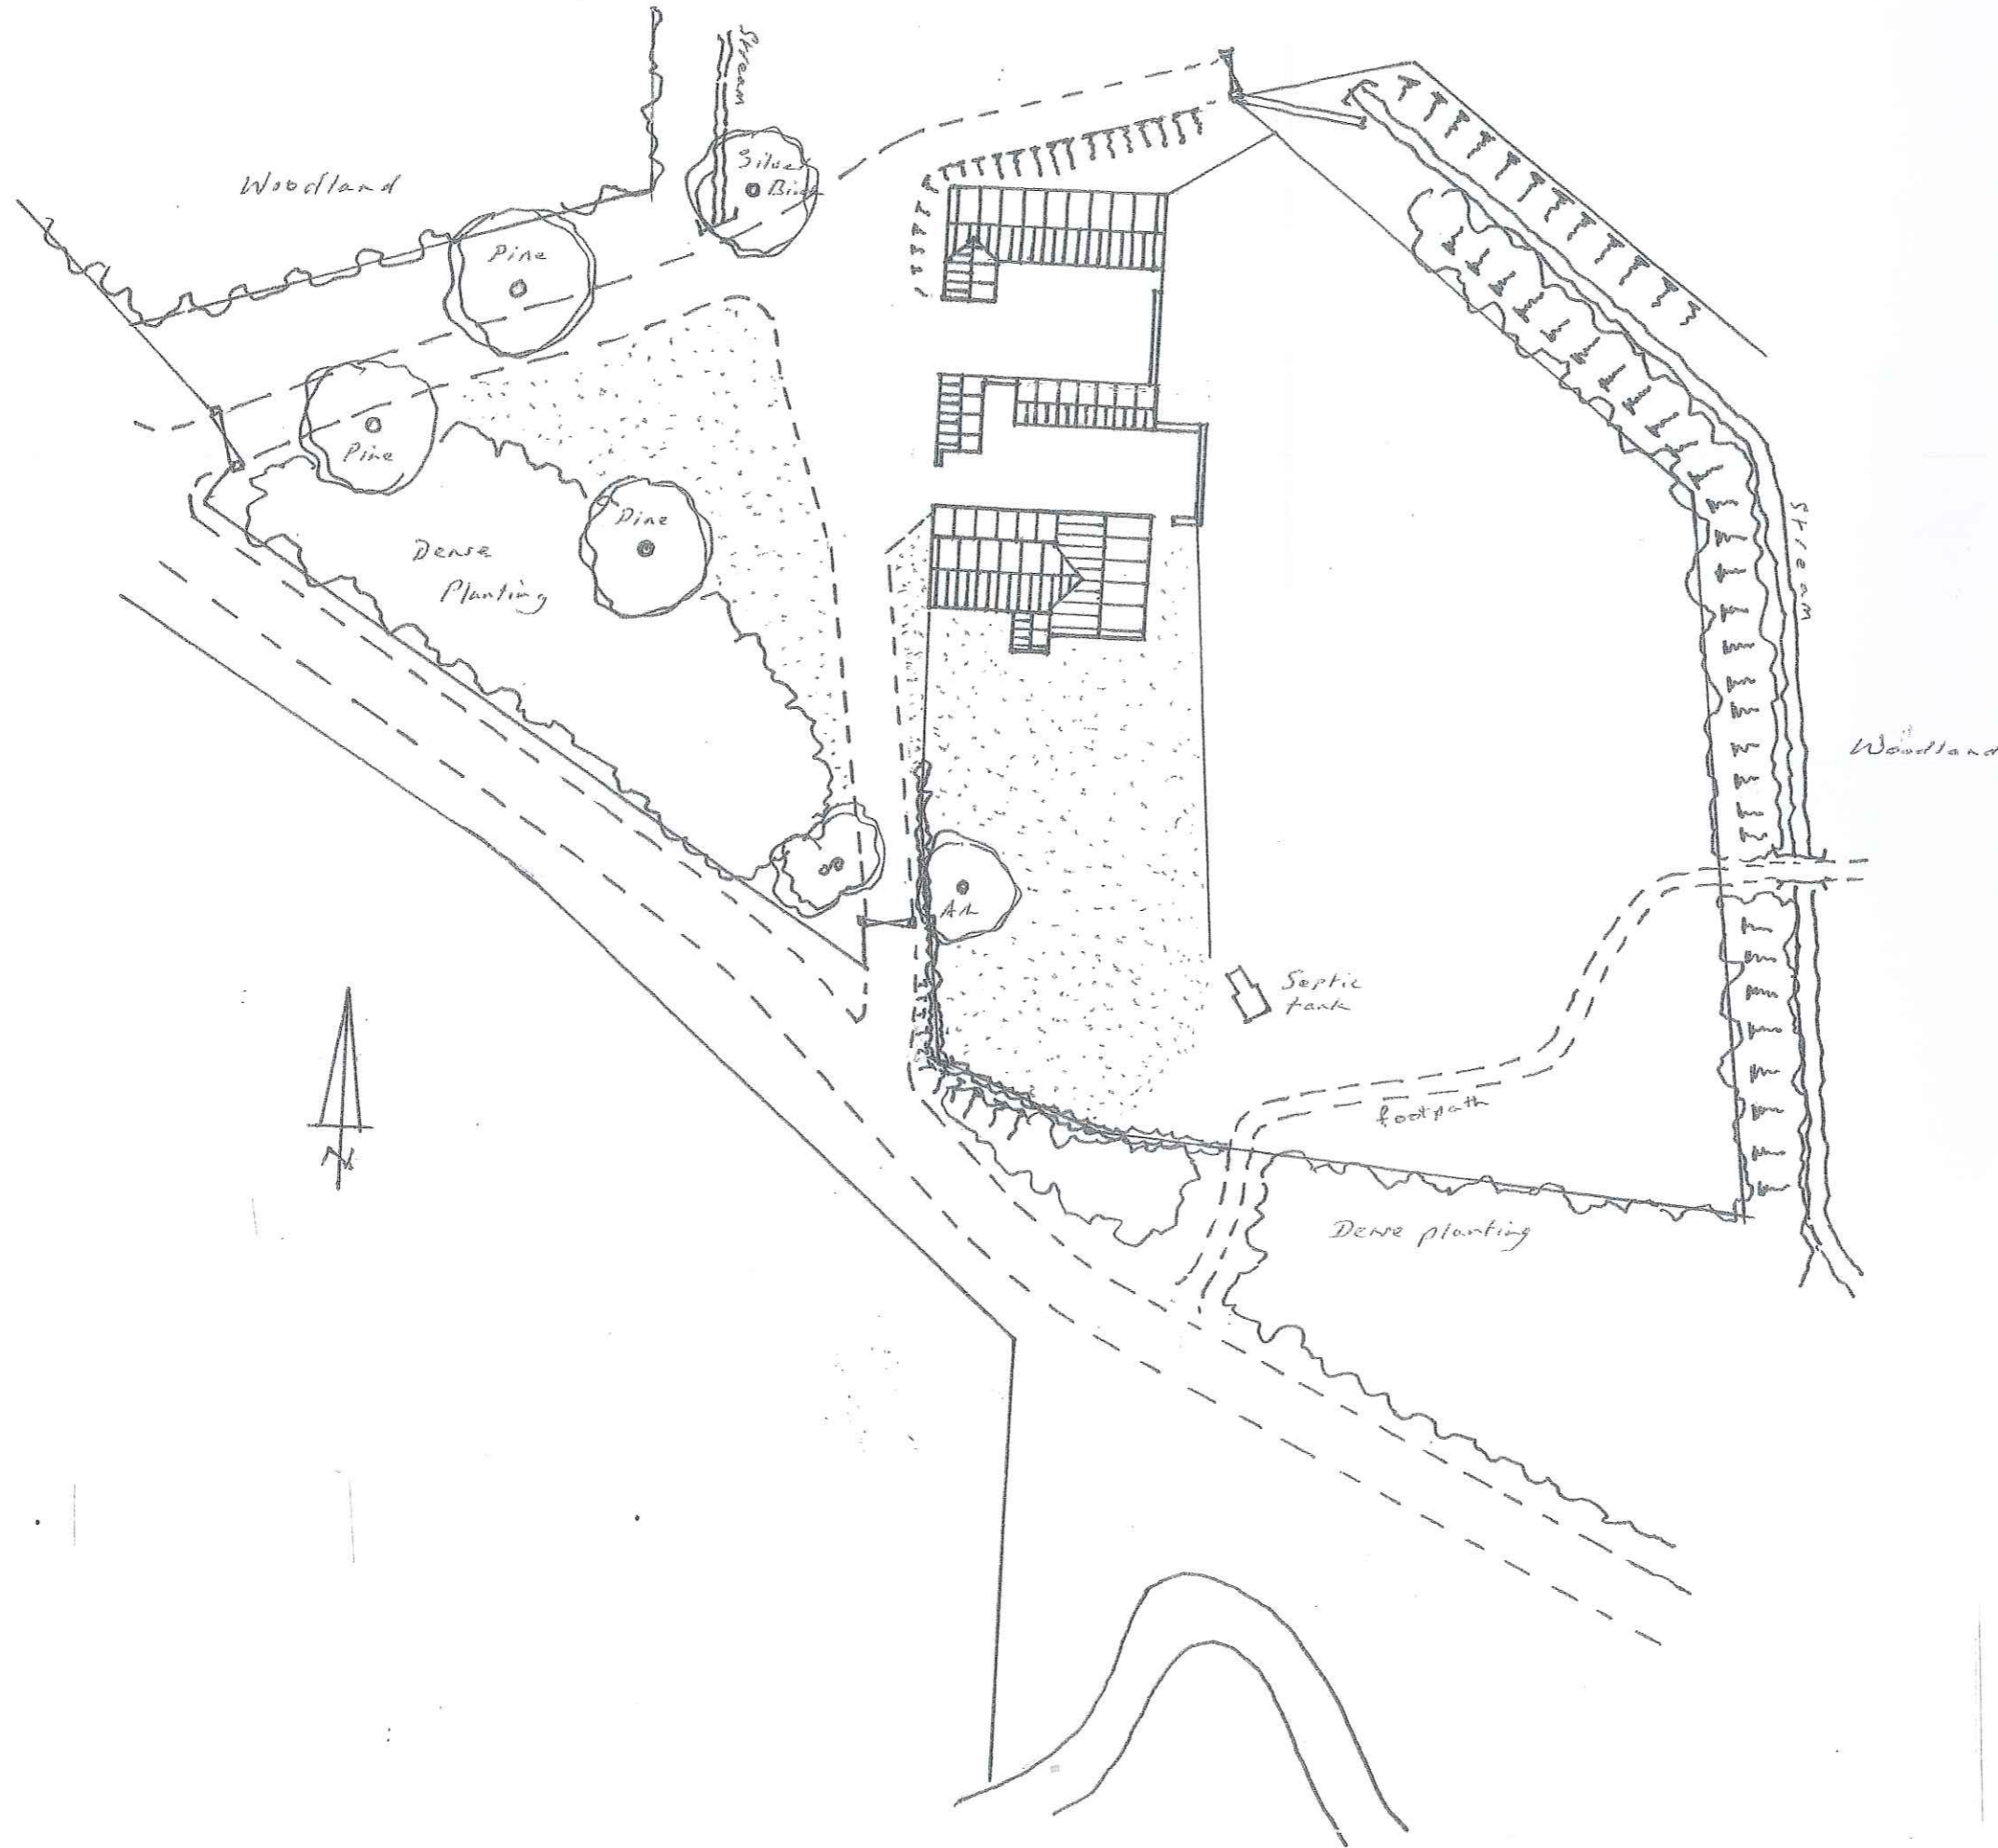 Stream
Silver
Birch
Woodland
Pine
Pine
Pine
Dense
Planting
Stream
Woodland
Ash
Septic
tank
footpath
Dense planting
N